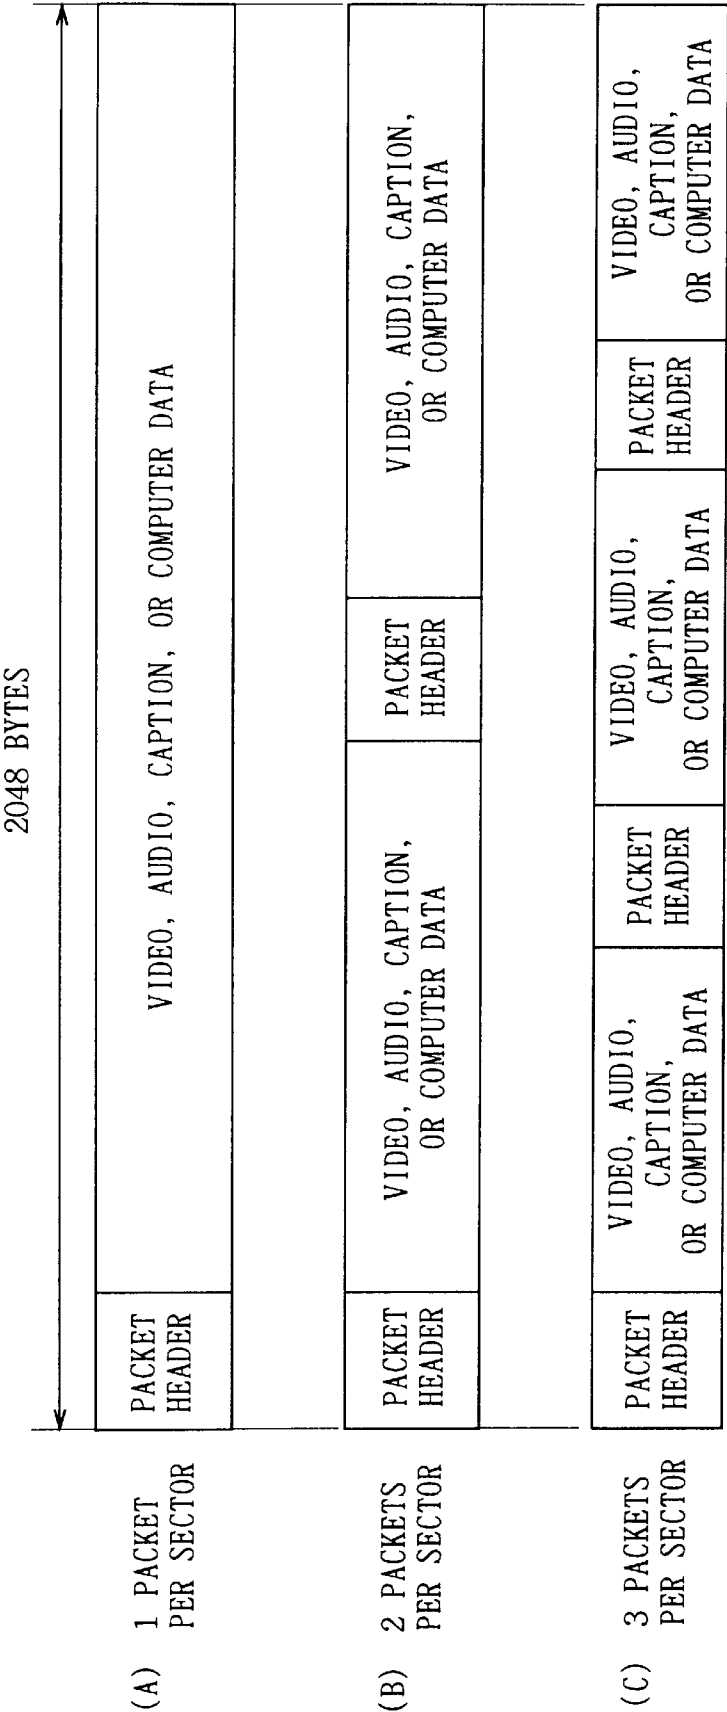 2048 BYTES
(A) 1 PACKET
PER SECTOR
PACKET
HEADER
VIDEO, AUDIO, CAPTION, OR COMPUTER DATA
(B) 2 PACKETS
PER SECTOR
PACKET
HEADER
VIDEO, AUDIO, CAPTION,
OR COMPUTER DATA
PACKET
HEADER
VIDEO, AUDIO, CAPTION,
OR COMPUTER DATA
(C) 3 PACKETS
PER SECTOR
PACKET
HEADER
VIDEO, AUDIO,
CAPTION,
OR COMPUTER DATA
PACKET
HEADER
VIDEO, AUDIO,
CAPTION,
OR COMPUTER DATA
PACKET
HEADER
VIDEO, AUDIO,
CAPTION,
OR COMPUTER DATA